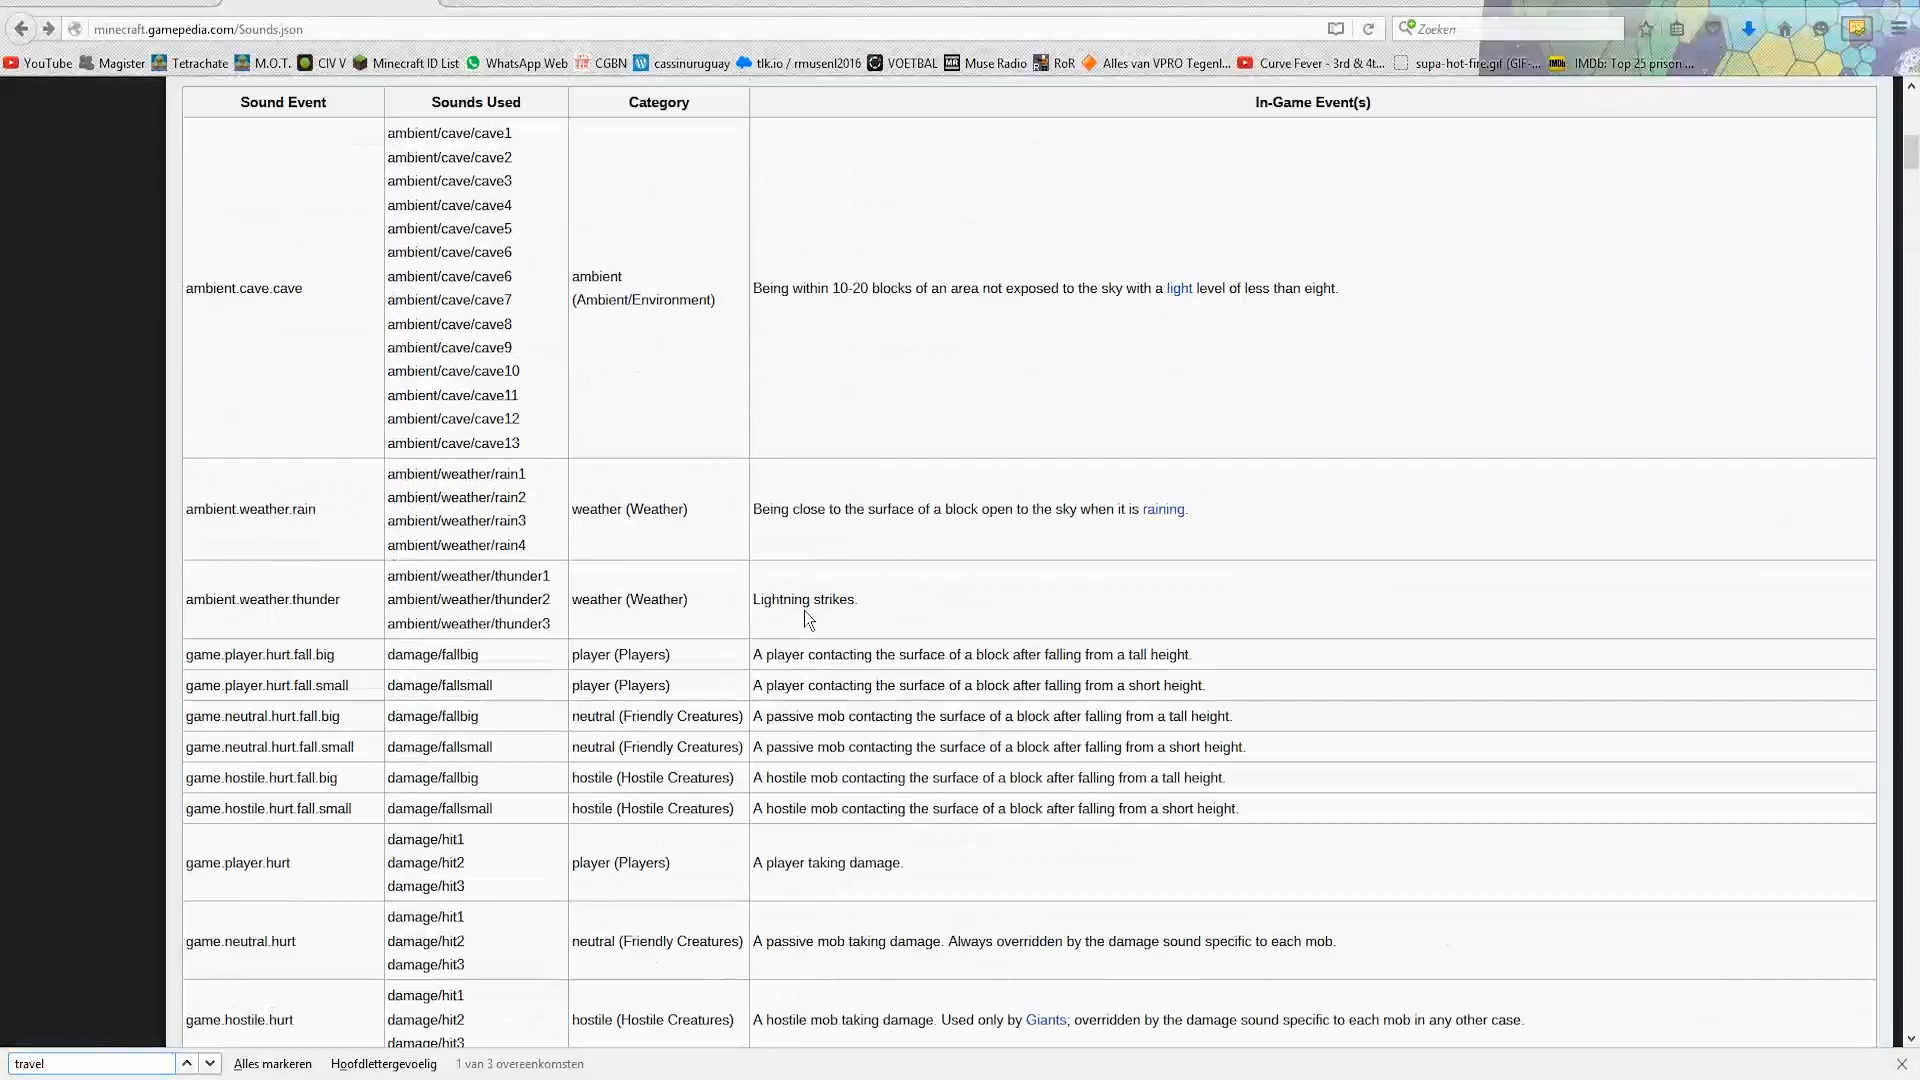 minecraft.gamepedia.com/Sounds.json
Zoeken
YouTube Magister Tetrachate M.O.T. CIV V Minecraft ID List WhatsApp Web CGBN cassinuruguay tlk.io / rmusenl2016 VOETBAL Muse Radio RoR Alles van VPRO Tegenl... Curve Fever - 3rd & 4t... supa-hot-fire.gif (GIF-... IMDb: Top 25 prison ...
Sound Event Sounds Used Category In-Game Event(s)
ambient.cave.cave
ambient/cave/cave1
ambient/cave/cave2
ambient/cave/cave3
ambient/cave/cave4
ambient/cave/cave5
ambient/cave/cave6
ambient/cave/cave6
ambient/cave/cave7
ambient/cave/cave8
ambient/cave/cave9
ambient/cave/cave10
ambient/cave/cave11
ambient/cave/cave12
ambient/cave/cave13
ambient
(Ambient/Environment)
Being within 10-20 blocks of an area not exposed to the sky with a light level of less than eight.
ambient.weather.rain
ambient/weather/rain1
ambient/weather/rain2
ambient/weather/rain3
ambient/weather/rain4
weather (Weather)
Being close to the surface of a block open to the sky when it is raining.
ambient.weather.thunder
ambient/weather/thunder1
ambient/weather/thunder2
ambient/weather/thunder3
weather (Weather)
Lightning strikes.
game.player.hurt.fall.big damage/fallbig player (Players) A player contacting the surface of a block after falling from a tall height.
game.player.hurt.fall.small damage/fallsmall player (Players) A player contacting the surface of a block after falling from a short height.
game.neutral.hurt.fall.big damage/fallbig neutral (Friendly Creatures) A passive mob contacting the surface of a block after falling from a tall height.
game.neutral.hurt.fall.small damage/fallsmall neutral (Friendly Creatures) A passive mob contacting the surface of a block after falling from a short height.
game.hostile.hurt.fall.big damage/fallbig hostile (Hostile Creatures) A hostile mob contacting the surface of a block after falling from a tall height.
game.hostile.hurt.fall.small damage/fallsmall hostile (Hostile Creatures) A hostile mob contacting the surface of a block after falling from a short height.
game.player.hurt
damage/hit1
damage/hit2
damage/hit3
player (Players)
A player taking damage.
game.neutral.hurt
damage/hit1
damage/hit2
damage/hit3
neutral (Friendly Creatures)
A passive mob taking damage. Always overridden by the damage sound specific to each mob.
game.hostile.hurt
damage/hit1
damage/hit2
damage/hit3
hostile (Hostile Creatures)
A hostile mob taking damage. Used only by Giants; overridden by the damage sound specific to each mob in any other case.
travel Alles markeren Hoofdlettergevoelig 1 van 3 overeenkomsten